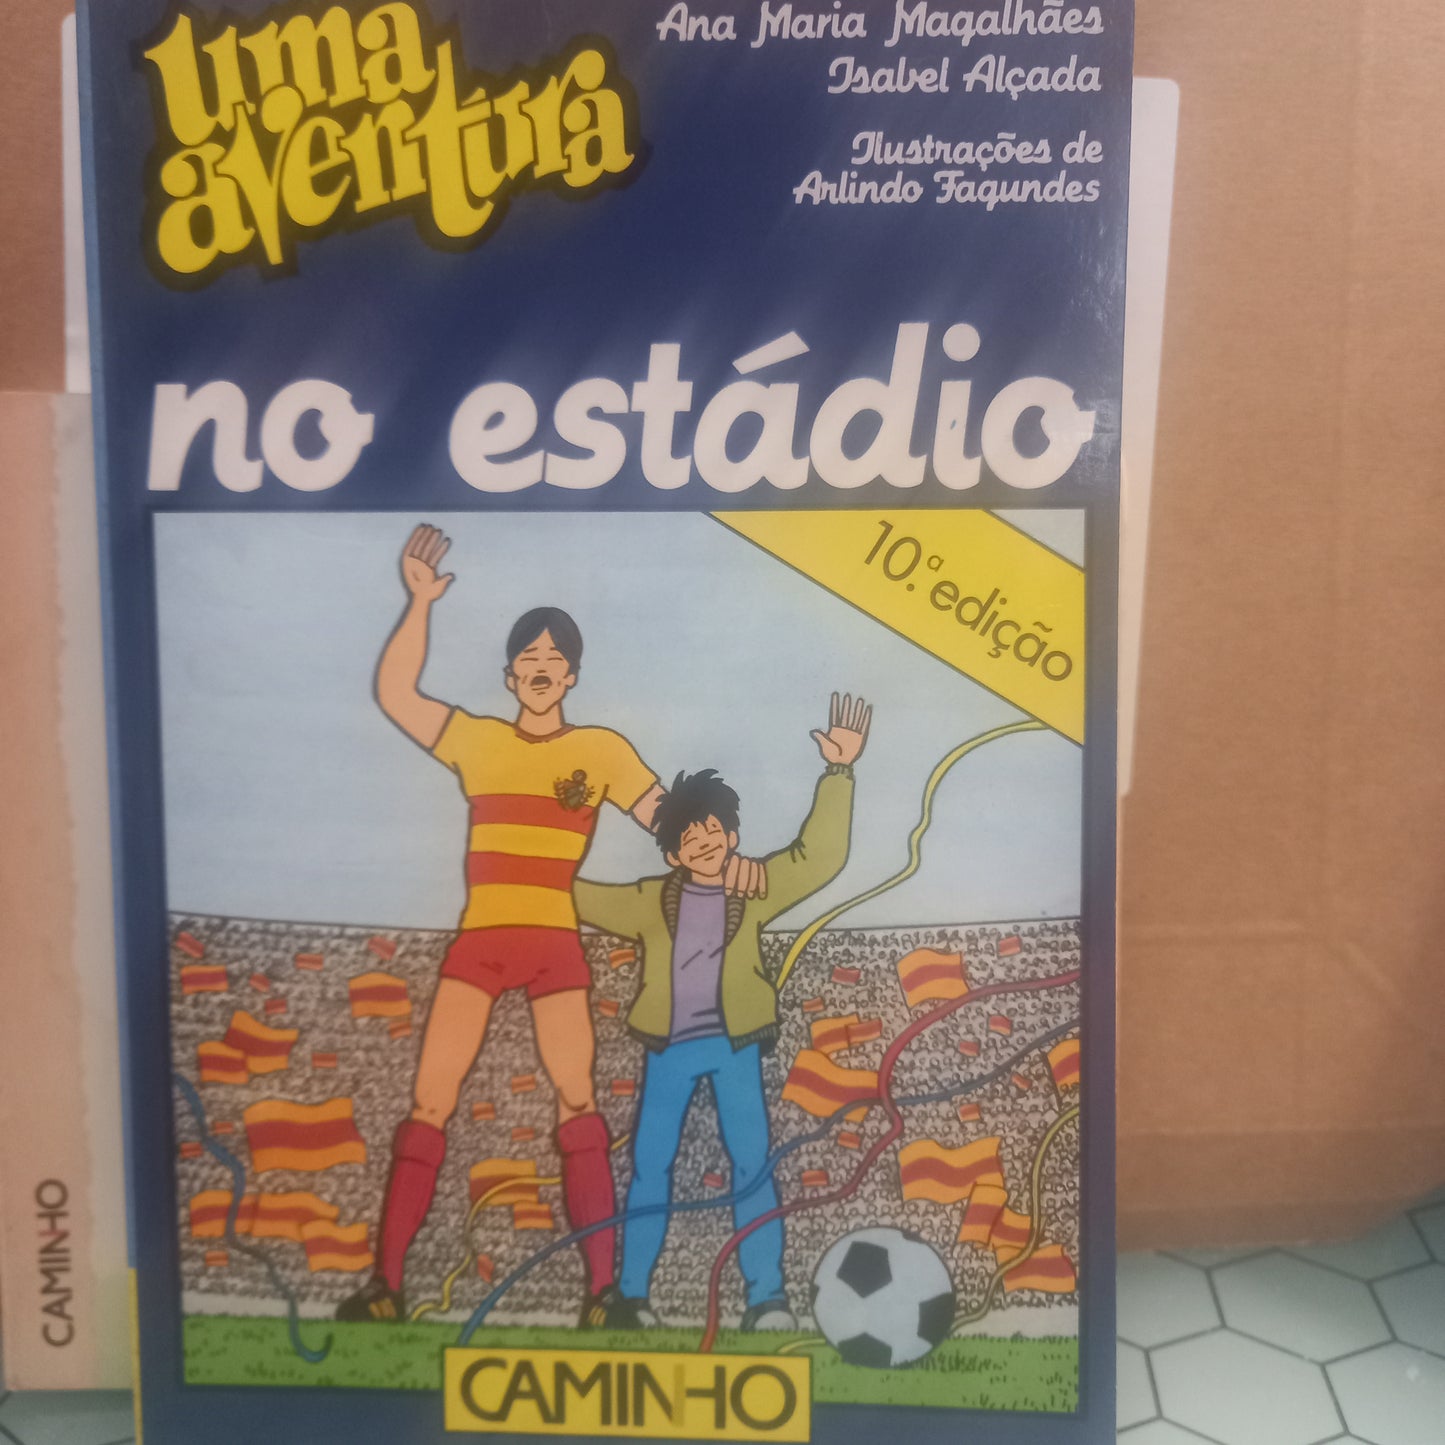 uma
aventura
Ana Maria Magalhães
Isabel Alçada
Ilustrações de
Arlindo Fagundes
no estádio
10.ª edição
CAMINHO
CAMINHO